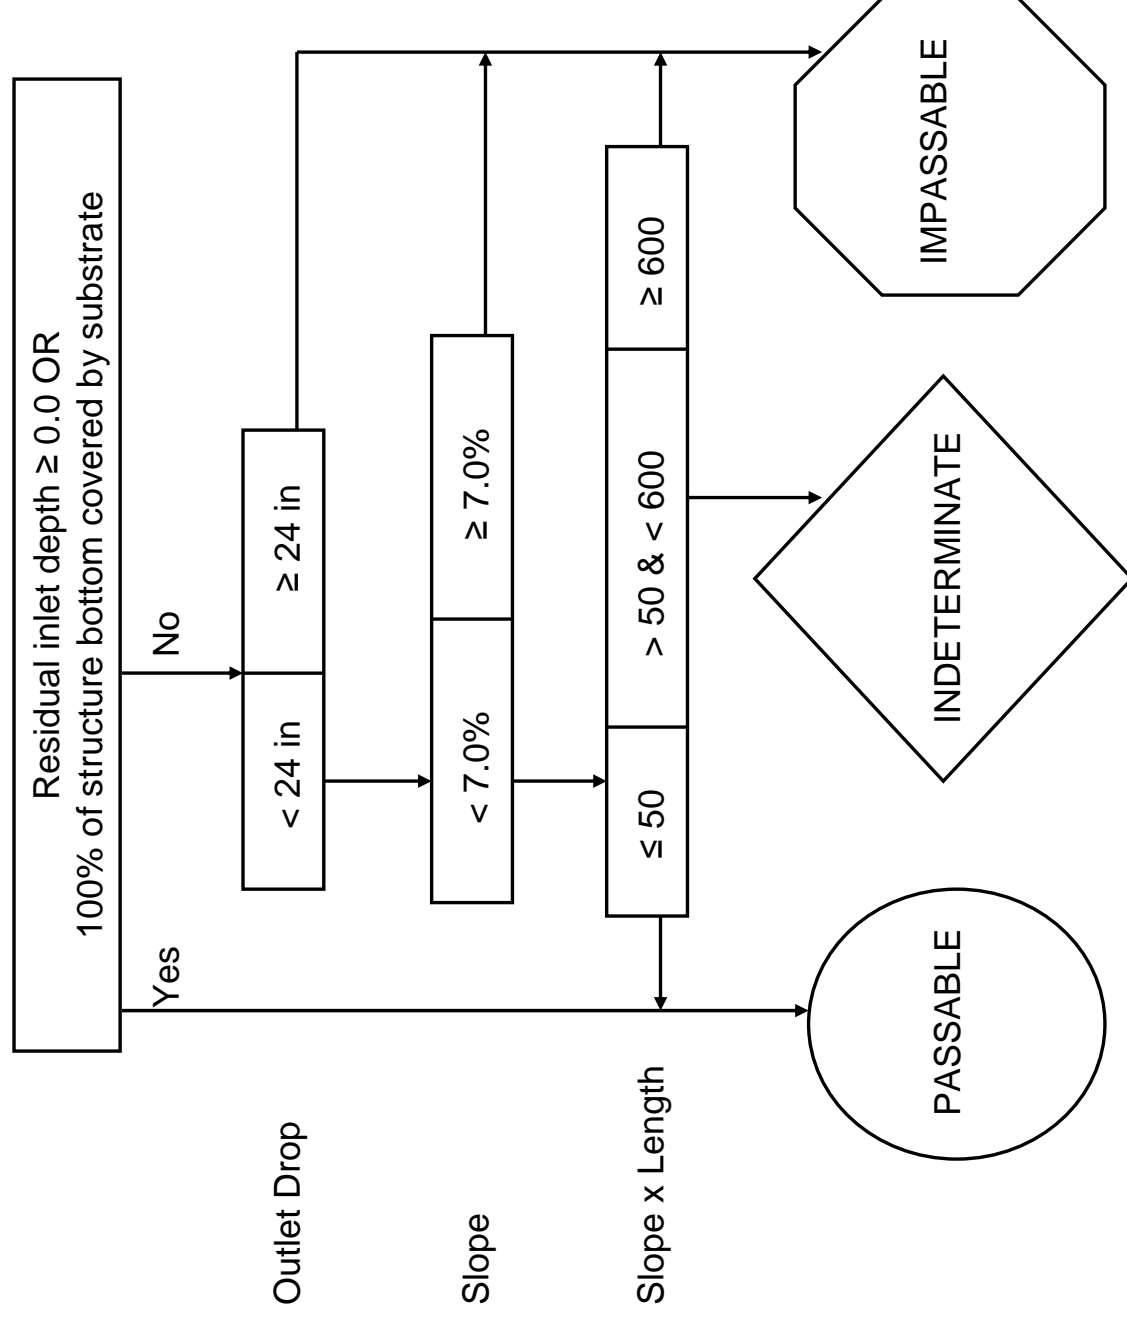 Residual inlet depth ≥ 0.0 OR
100% of structure bottom covered by substrate
Yes
No
Outlet Drop
< 24 in
≥ 24 in
Slope
< 7.0%
≥ 7.0%
Slope x Length
≤ 50
> 50 & < 600
≥ 600
PASSABLE
INDETERMINATE
IMPASSABLE